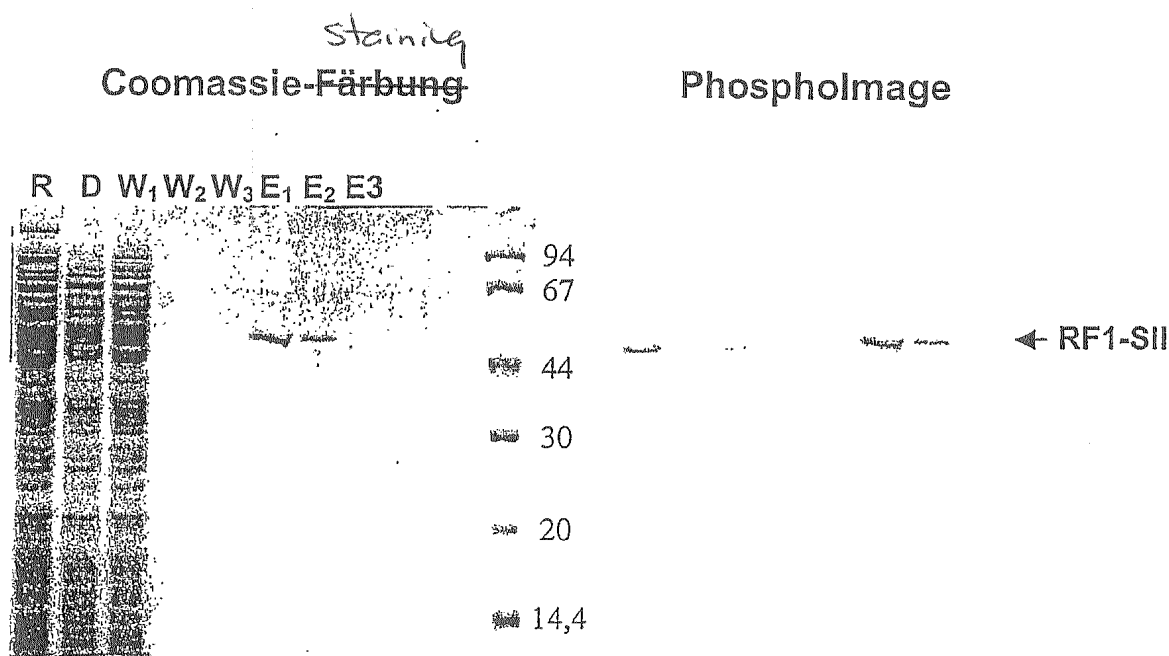 Staining
Coomassie-Färbung
PhosphoImage
R D W₁ W₂ W₃ E₁ E₂ E3
94
67
← RF1-SII
44
30
20
14,4